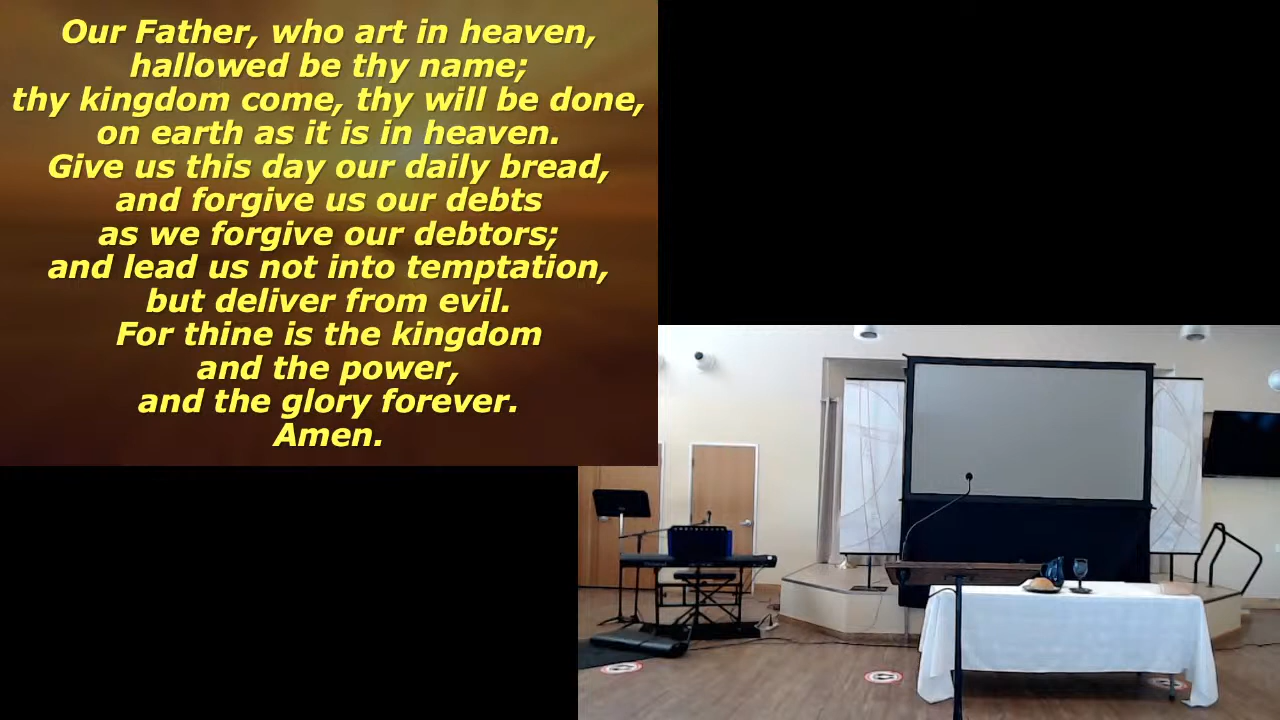 Our Father, who art in heaven,
hallowed be thy name;
thy kingdom come, thy will be done,
on earth as it is in heaven.
Give us this day our daily bread,
and forgive us our debts
as we forgive our debtors;
and lead us not into temptation,
but deliver from evil.
For thine is the kingdom
and the power,
and the glory forever.
Amen.